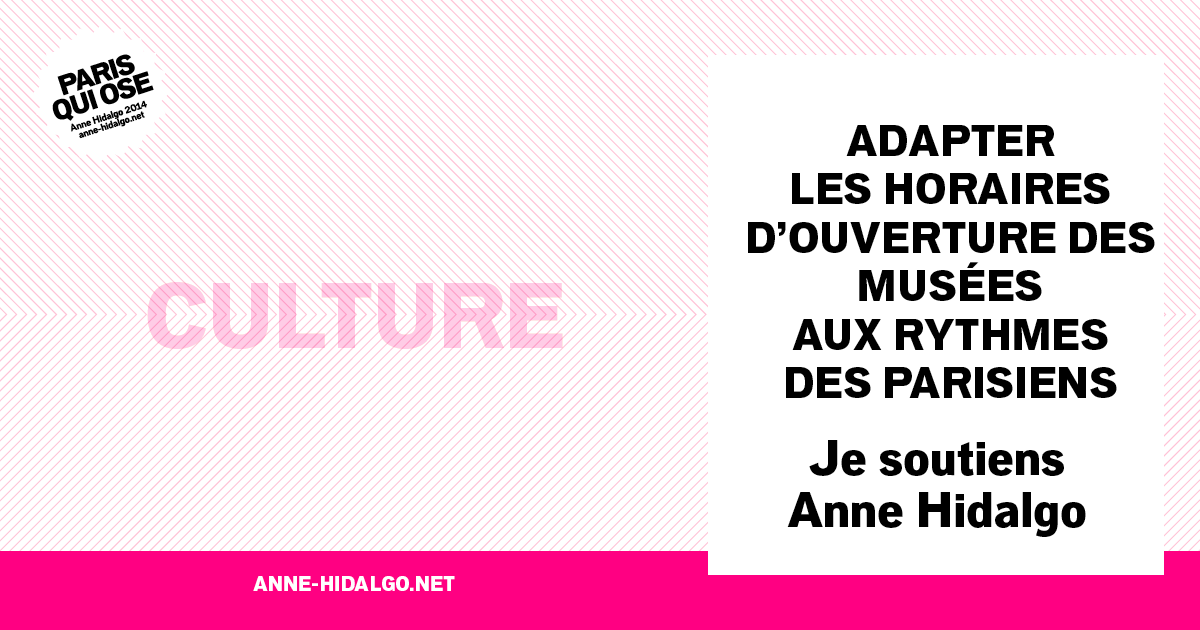 PARIS
QUI OSE
Anne Hidalgo 2014
anne-hidalgo.net
CULTURE
ADAPTER
LES HORAIRES
D’OUVERTURE DES
MUSÉES
AUX RYTHMES
DES PARISIENS
Je soutiens
Anne Hidalgo
ANNE-HIDALGO.NET